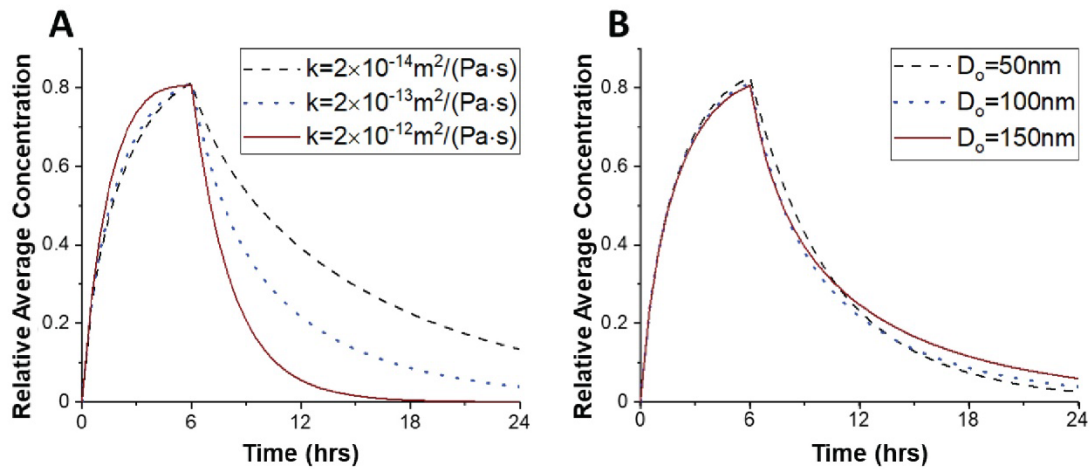 A
k=2×10⁻¹⁴m²/(Pa·s)
k=2×10⁻¹³m²/(Pa·s)
k=2×10⁻¹²m²/(Pa·s)
Relative Average Concentration
0.8
0.6
0.4
0.2
0
0 6 12 18 24
Time (hrs)
B
Dₒ=50nm
Dₒ=100nm
Dₒ=150nm
Relative Average Concentration
0.8
0.6
0.4
0.2
0
0 6 12 18 24
Time (hrs)